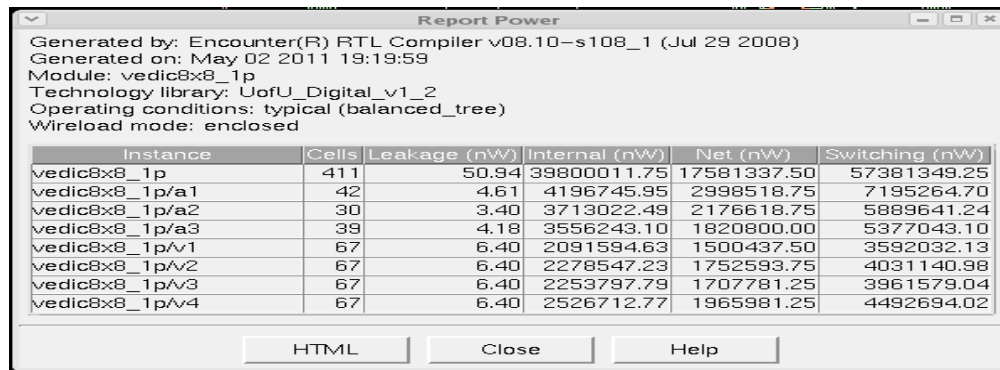 Report Power
Generated by: Encounter(R) RTL Compiler v08.10-s108_1 (Jul 29 2008)
Generated on: May 02 2011 19:19:59
Module: vedic8x8_1p
Technology library: UofU_Digital_v1_2
Operating conditions: typical (balanced_tree)
Wireload mode: enclosed
Instance Cells Leakage (nW) Internal (nW) Net (nW) Switching (nW)
vedic8x8_1p 411 50.94 39800011.75 17581337.50 57381349.25
vedic8x8_1p/a1 42 4.61 4196745.95 2998518.75 7195264.70
vedic8x8_1p/a2 30 3.40 3713022.49 2176618.75 5889641.24
vedic8x8_1p/a3 39 4.18 3556243.10 1820800.00 5377043.10
vedic8x8_1p/v1 67 6.40 2091594.63 1500437.50 3592032.13
vedic8x8_1p/v2 67 6.40 2278547.23 1752593.75 4031140.98
vedic8x8_1p/v3 67 6.40 2253797.79 1707781.25 3961579.04
vedic8x8_1p/v4 67 6.40 2526712.77 1965981.25 4492694.02
HTML Close Help